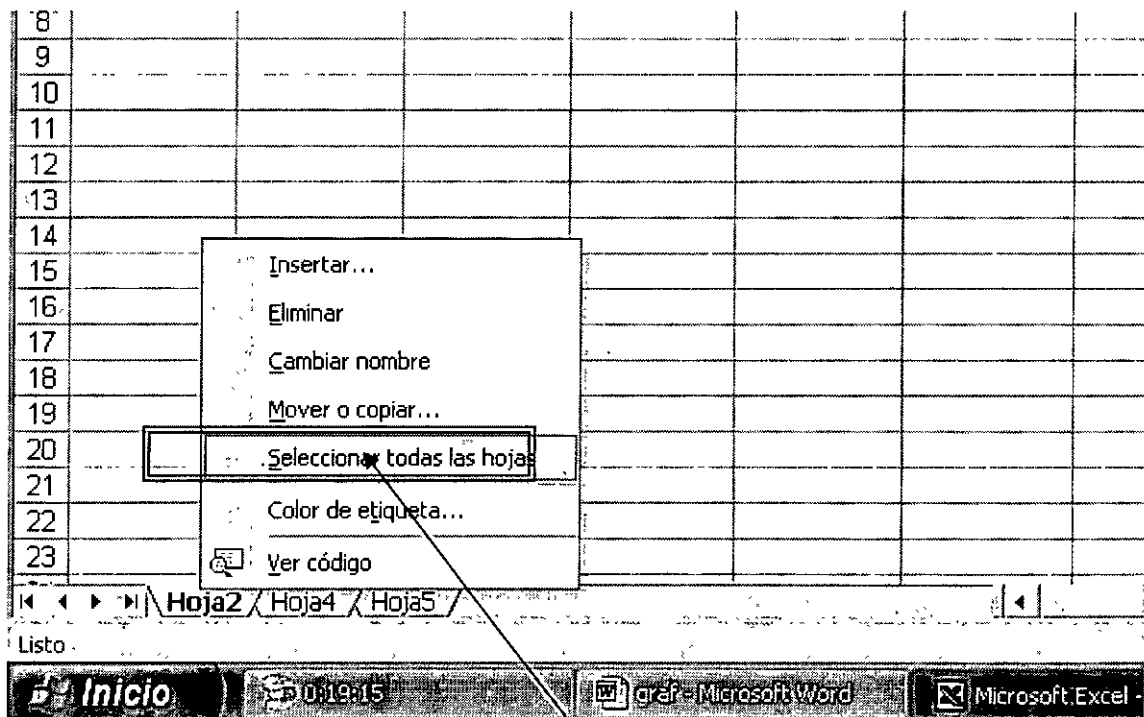 8
9
10
11
12
13
14
15
16
17
18
19
20
21
22
23
Insertar...
Eliminar
Cambiar nombre
Mover o copiar...
Seleccionar todas las hojas
Color de etiqueta...
Ver código
Hoja2 Hoja4 Hoja5
Listo
Inicio 0:19:15 graf - Microsoft Word Microsoft Excel -